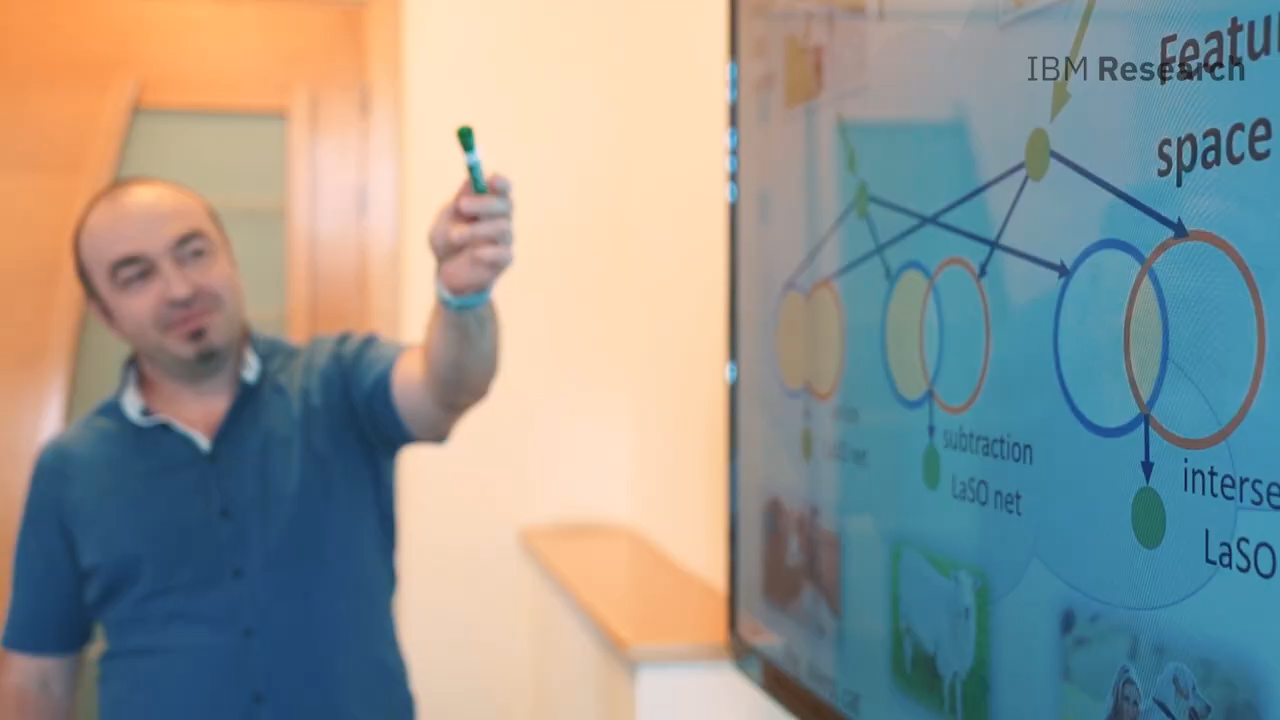 IBM Research
Featu
space
subtraction
LaSO net
interse
LaSO